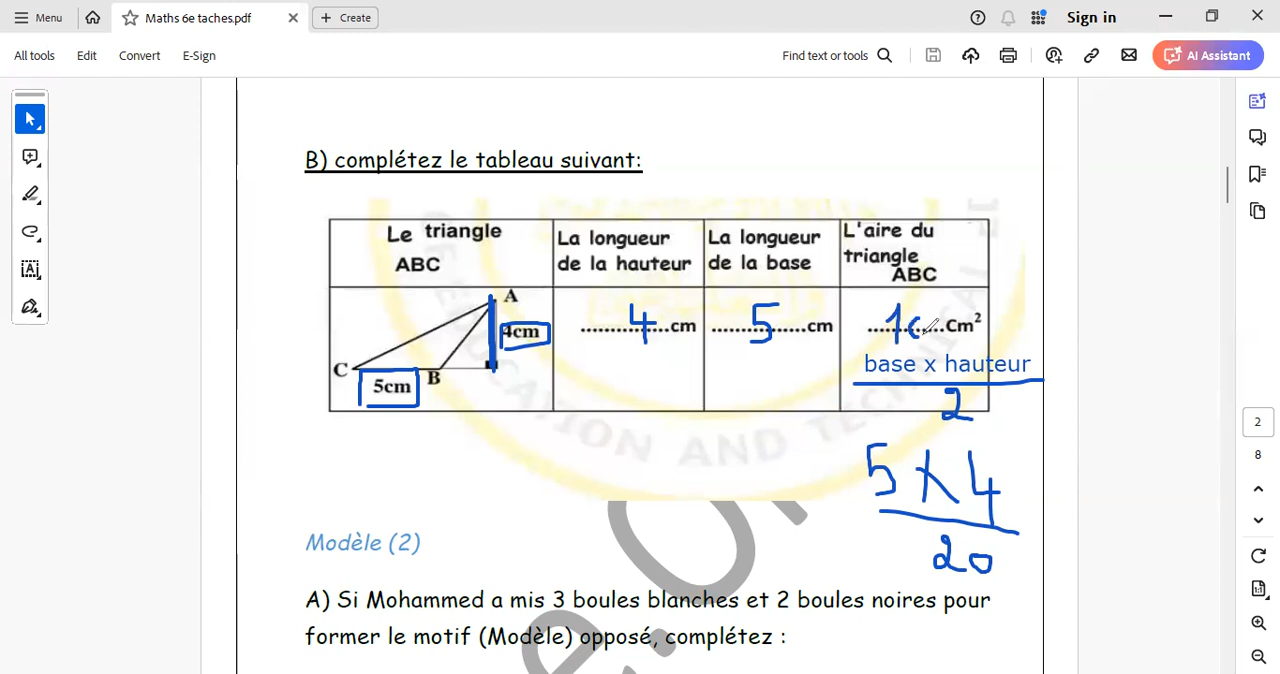 Menu
Maths 6e taches.pdf
Create
Sign in
All tools
Edit
Convert
E-Sign
Find text or tools
AI Assistant
B) complétez le tableau suivant:
Le triangle
ABC
La longueur
de la hauteur
La longueur
de la base
L'aire du
triangle
ABC
A
4cm
C
B
5cm
................4......cm
...........5.......cm
....10.......Cm²
base x hauteur
2
5 x 4
20
2
8
Modèle (2)
A) Si Mohammed a mis 3 boules blanches et 2 boules noires pour
former le motif (Modèle) opposé, complétez :
EDUCATION AND TECHNICAL